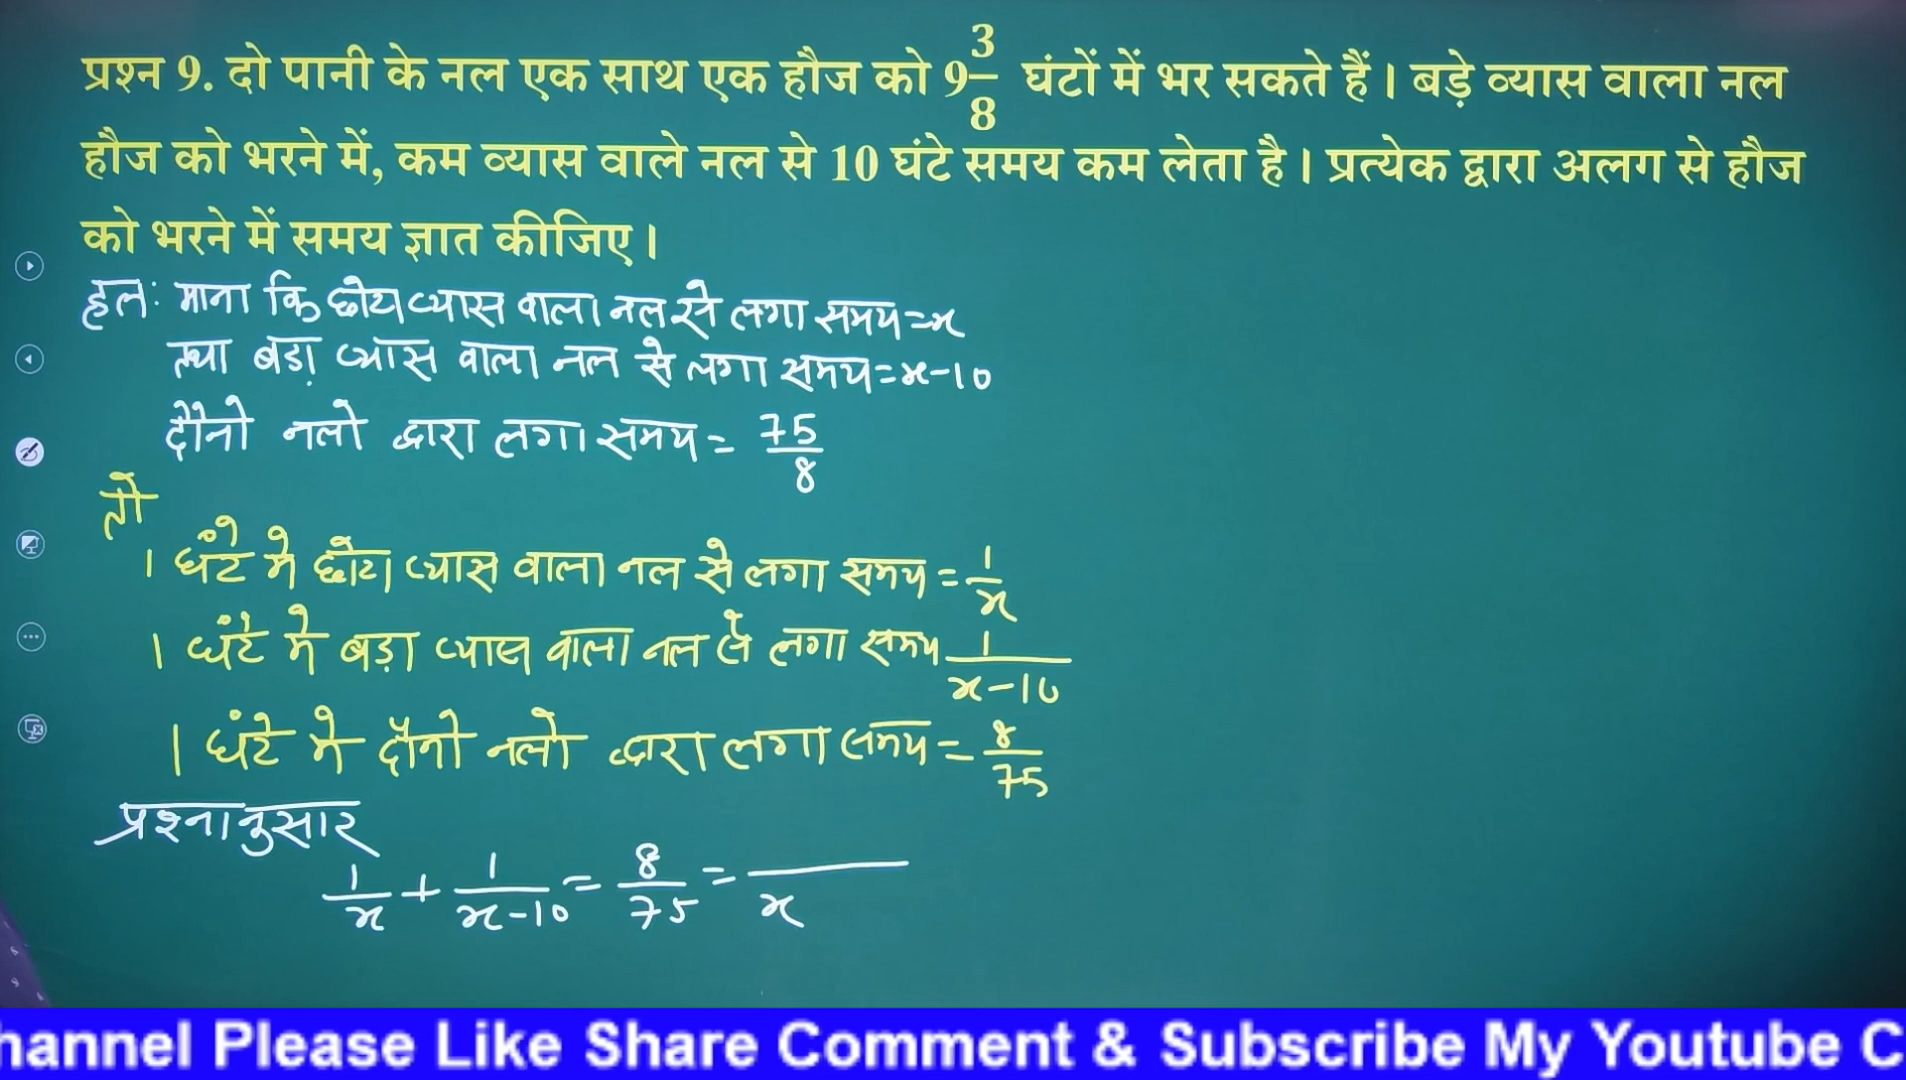 प्रश्न 9. दो पानी के नल एक साथ एक हौज को 9 3/8 घंटों में भर सकते हैं। बड़े व्यास वाला नल
हौज को भरने में, कम व्यास वाले नल से 10 घंटे समय कम लेता है। प्रत्येक द्वारा अलग से हौज
को भरने में समय ज्ञात कीजिए।
हल: माना कि छोटा व्यास वाला नल से लगा समय=x
तथा बड़ा व्यास वाला नल से लगा समय=x-10
दोनो नलो द्वारा लगा समय= 75/8
तो
1 घंटे मे छोटा व्यास वाला नल से लगा समय = 1/x
1 घंटे मे बड़ा व्यास वाला नल से लगा समय 1/(x-10)
1 घंटे मे दोनो नलो द्वारा लगा समय = 8/75
प्रश्नानुसार
1/x + 1/(x-10) = 8/75 = /x
hannel Please Like Share Comment & Subscribe My Youtube C